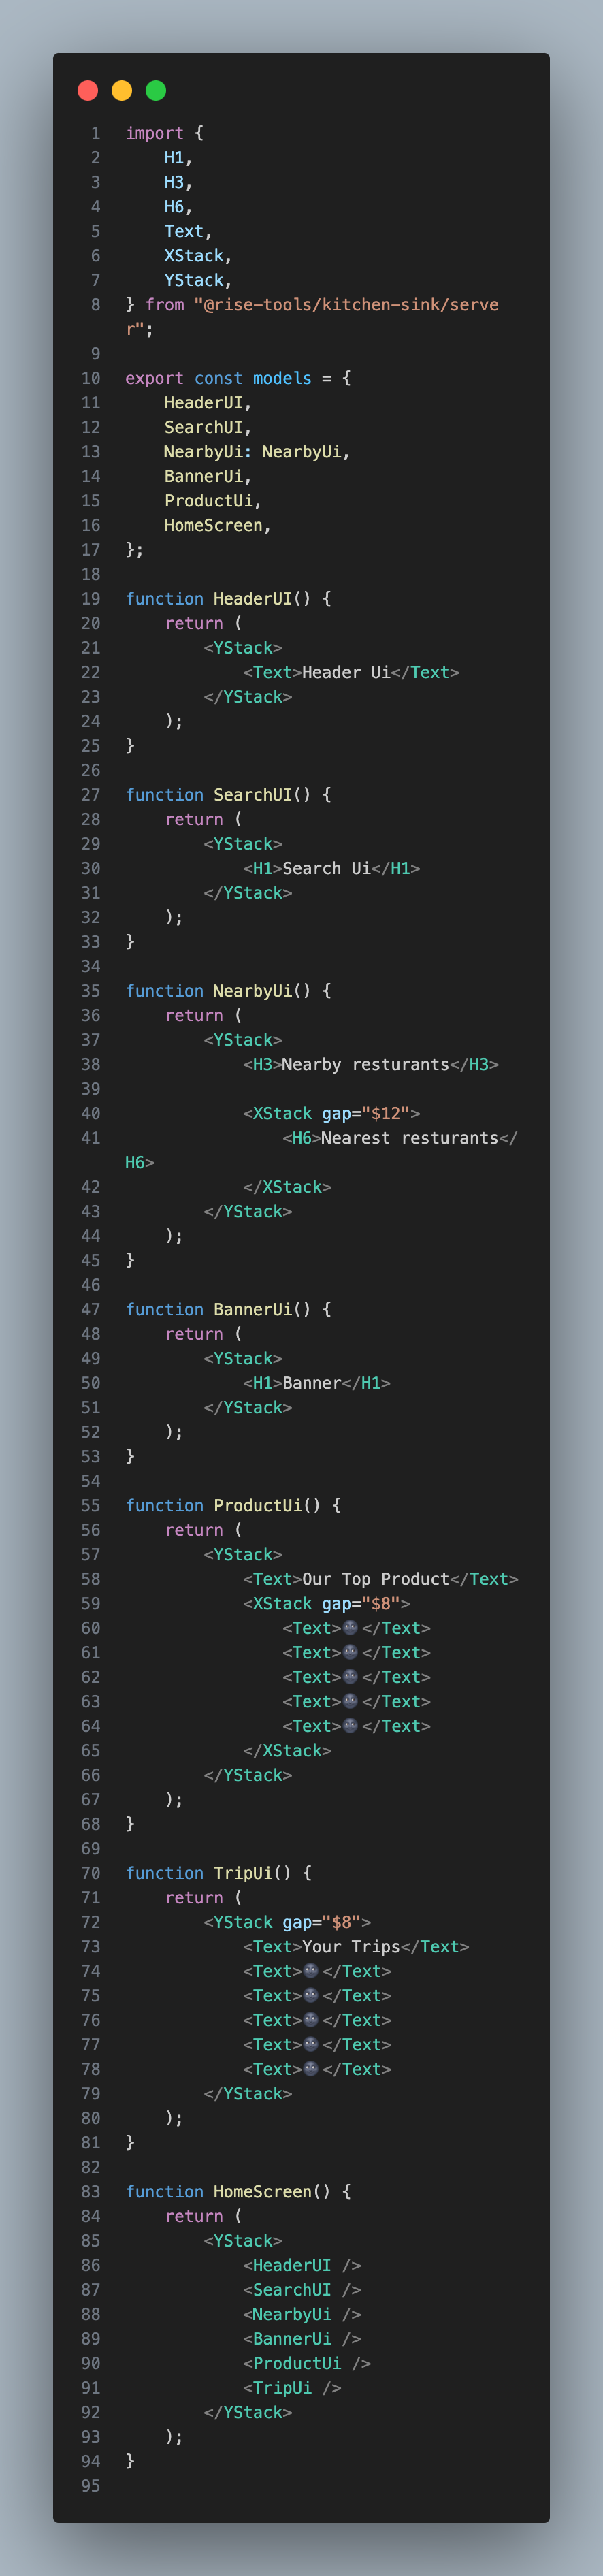 1 import {
2     H1,
3     H3,
4     H6,
5     Text,
6     XStack,
7     YStack,
8 } from "@rise-tools/kitchen-sink/serve
r";
9
10 export const models = {
11     HeaderUI,
12     SearchUI,
13     NearbyUi: NearbyUi,
14     BannerUi,
15     ProductUi,
16     HomeScreen,
17 };
18
19 function HeaderUI() {
20     return (
21         <YStack>
22             <Text>Header Ui</Text>
23         </YStack>
24     );
25 }
26
27 function SearchUI() {
28     return (
29         <YStack>
30             <H1>Search Ui</H1>
31         </YStack>
32     );
33 }
34
35 function NearbyUi() {
36     return (
37         <YStack>
38             <H3>Nearby resturants</H3>
39
40             <XStack gap="$12">
41                 <H6>Nearest resturants</
H6>
42             </XStack>
43         </YStack>
44     );
45 }
46
47 function BannerUi() {
48     return (
49         <YStack>
50             <H1>Banner</H1>
51         </YStack>
52     );
53 }
54
55 function ProductUi() {
56     return (
57         <YStack>
58             <Text>Our Top Product</Text>
59             <XStack gap="$8">
60                 <Text>🌚</Text>
61                 <Text>🌚</Text>
62                 <Text>🌚</Text>
63                 <Text>🌚</Text>
64                 <Text>🌚</Text>
65             </XStack>
66         </YStack>
67     );
68 }
69
70 function TripUi() {
71     return (
72         <YStack gap="$8">
73             <Text>Your Trips</Text>
74             <Text>🌚</Text>
75             <Text>🌚</Text>
76             <Text>🌚</Text>
77             <Text>🌚</Text>
78             <Text>🌚</Text>
79         </YStack>
80     );
81 }
82
83 function HomeScreen() {
84     return (
85         <YStack>
86             <HeaderUI />
87             <SearchUI />
88             <NearbyUi />
89             <BannerUi />
90             <ProductUi />
91             <TripUi />
92         </YStack>
93     );
94 }
95